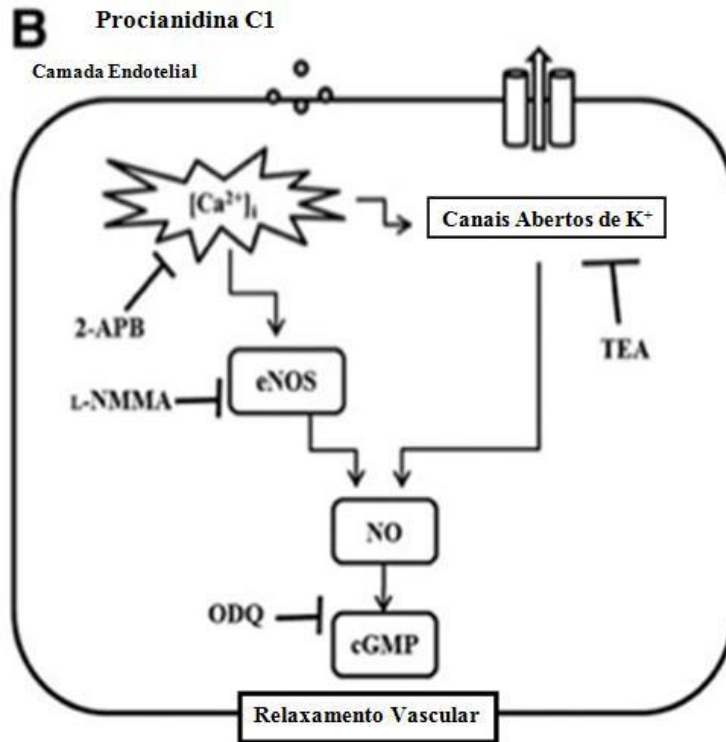 B
Procianidina C1
Camada Endotelial
[Ca²⁺]ᵢ
Canais Abertos de K⁺
2-APB
TEA
eNOS
L-NMMA
NO
ODQ
cGMP
Relaxamento Vascular